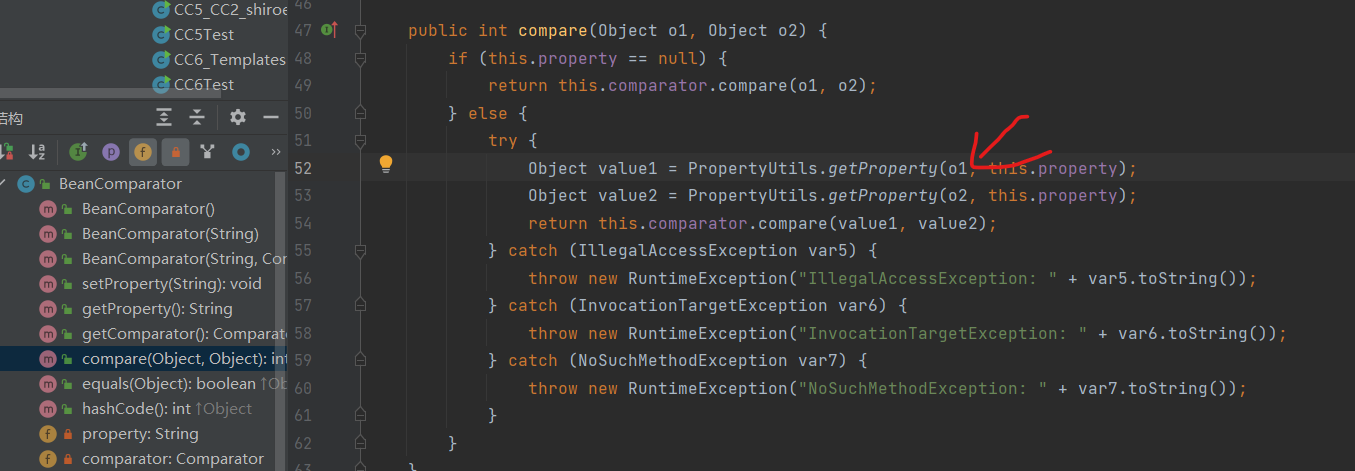 CC5_CC2_shiroe
CC5Test
CC6_Templates
CC6Test
结构
BeanComparator
BeanComparator()
BeanComparator(String)
BeanComparator(String, Co
setProperty(String): void
getProperty(): String
getComparator(): Comparat
compare(Object, Object): int
equals(Object): boolean ↑Ob
hashCode(): int ↑Object
property: String
comparator: Comparator
46
47 public int compare(Object o1, Object o2) {
48 if (this.property == null) {
49 return this.comparator.compare(o1, o2);
50 } else {
51 try {
52 Object value1 = PropertyUtils.getProperty(o1, this.property);
53 Object value2 = PropertyUtils.getProperty(o2, this.property);
54 return this.comparator.compare(value1, value2);
55 } catch (IllegalAccessException var5) {
56 throw new RuntimeException("IllegalAccessException: " + var5.toString());
57 } catch (InvocationTargetException var6) {
58 throw new RuntimeException("InvocationTargetException: " + var6.toString());
59 } catch (NoSuchMethodException var7) {
60 throw new RuntimeException("NoSuchMethodException: " + var7.toString());
61 }
62 }
63 }